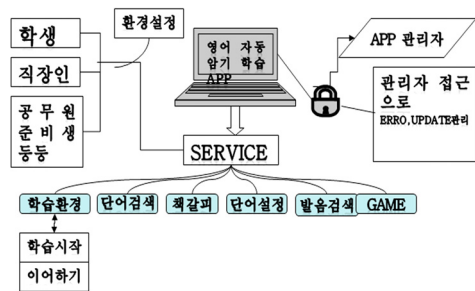 학생
직장인
공 무 원
준 비 생
등등
환경설정
영어 자동
암기 학습
APP
APP 관리자
관리자 접근
으로
ERRO,UPDATE관리
SERVICE
학습환경
단어검색
책갈피
단어설정
발음검색
GAME
학습시작
이어하기